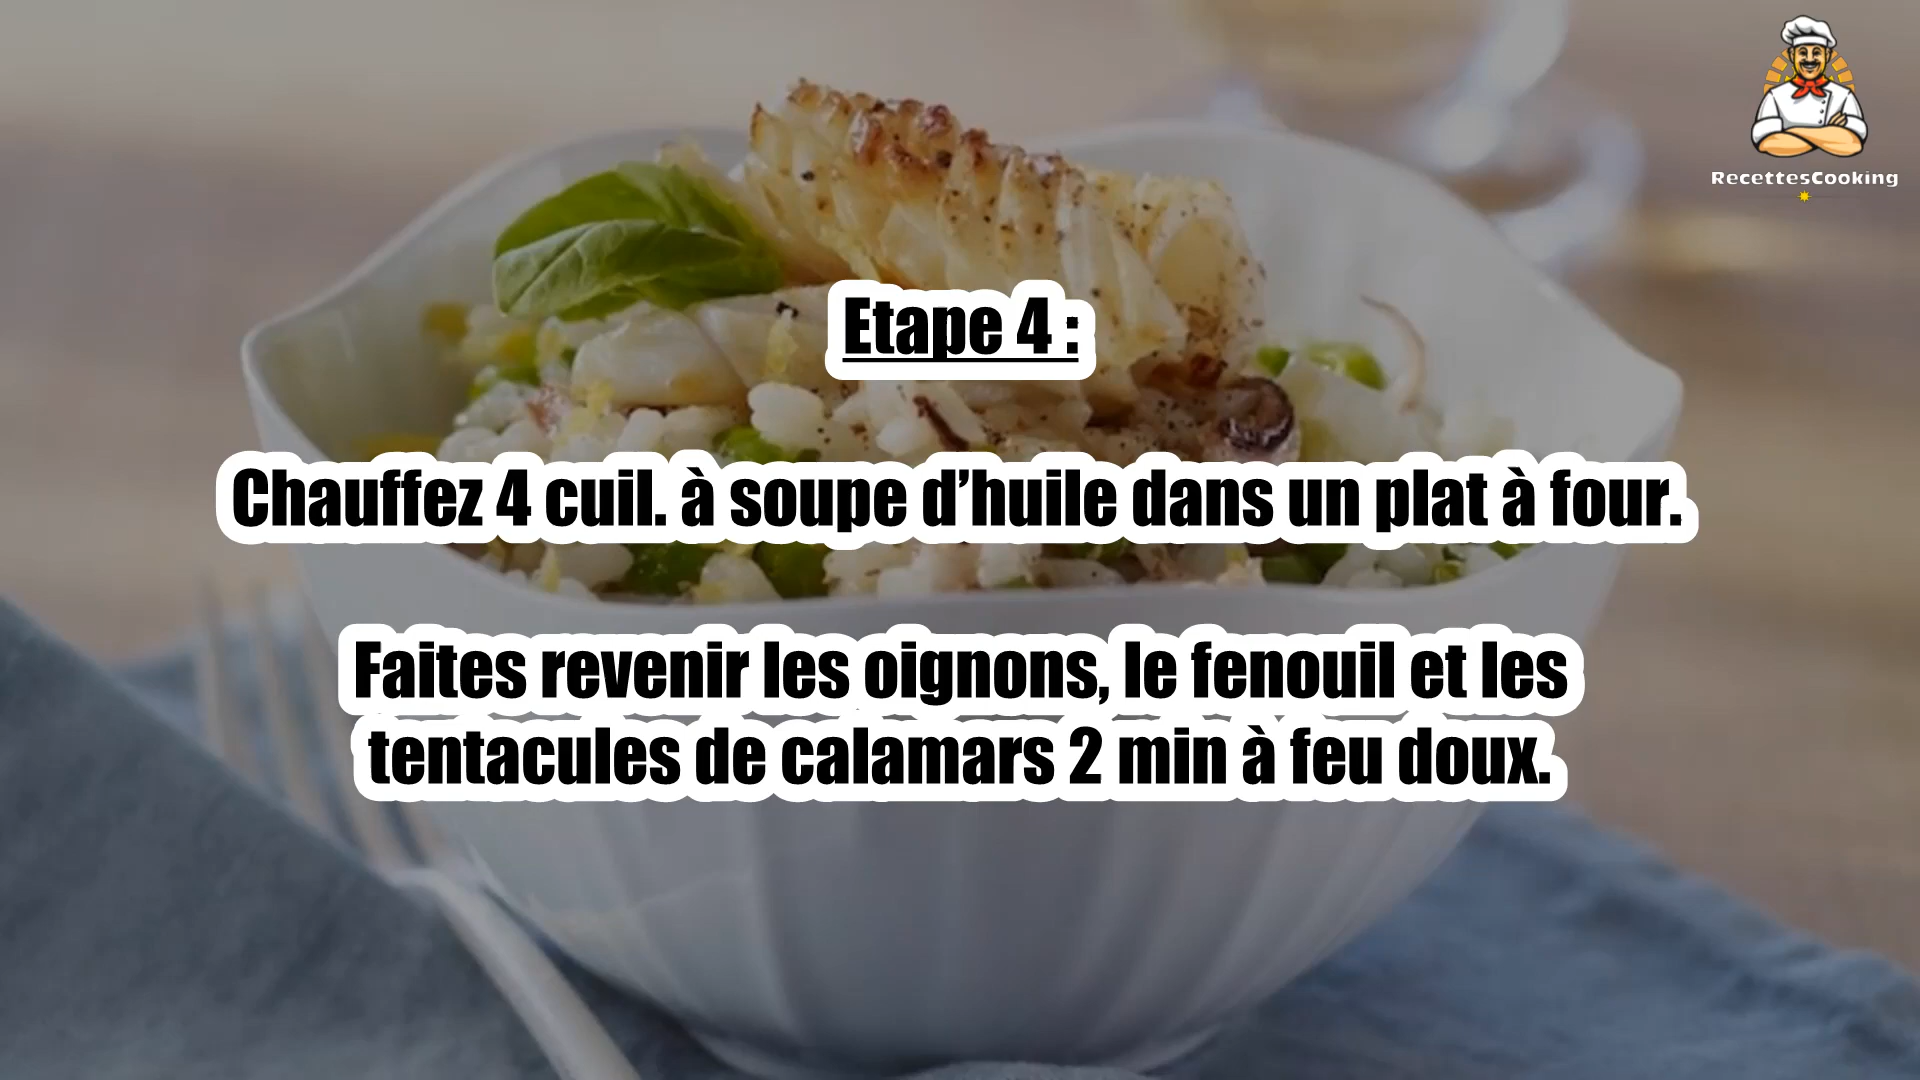 RecettesCooking
Etape 4 :
Chauffez 4 cuil. à soupe d’huile dans un plat à four.
Faites revenir les oignons, le fenouil et les
tentacules de calamars 2 min à feu doux.